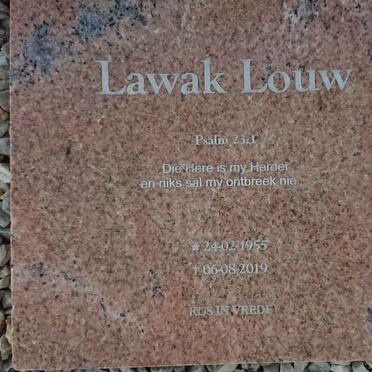 Lawak Louw
Psalm 23:1
Die Here is my Herder
en niks sal my ontbreek nie.
* 24-02-1955
† 06-08-2019
RUS IN VREDE